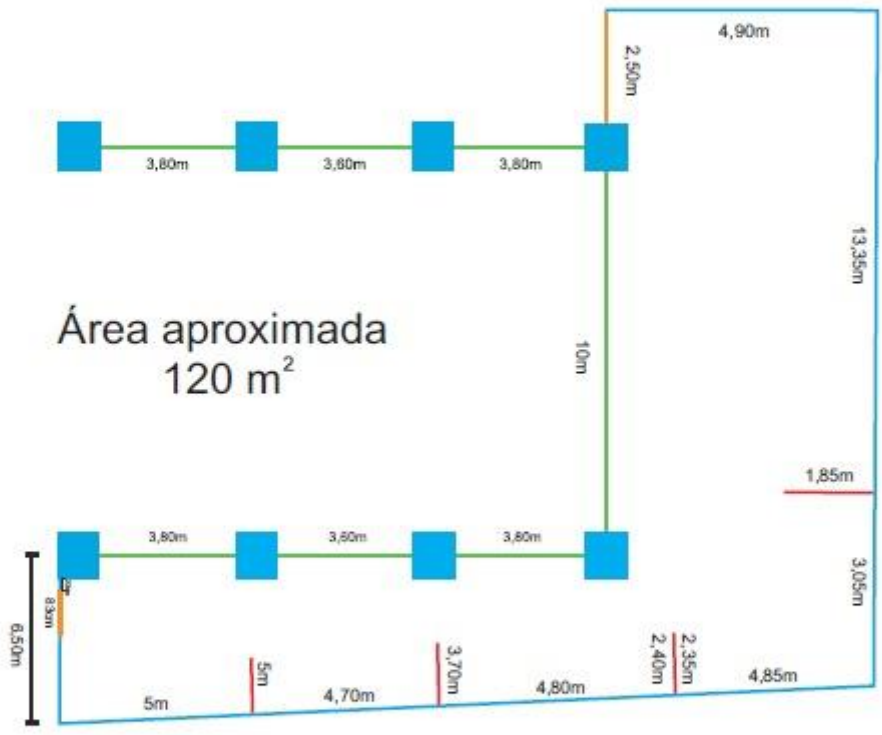 4,90m
2,50m
3,80m
3,60m
3,80m
13,35m
Área aproximada
120 m²
10m
1,85m
3,80m
3,60m
3,80m
3,05m
83cm
6,50m
5m
3,70m
2,40m
2,35m
5m
4,70m
4,80m
4,85m